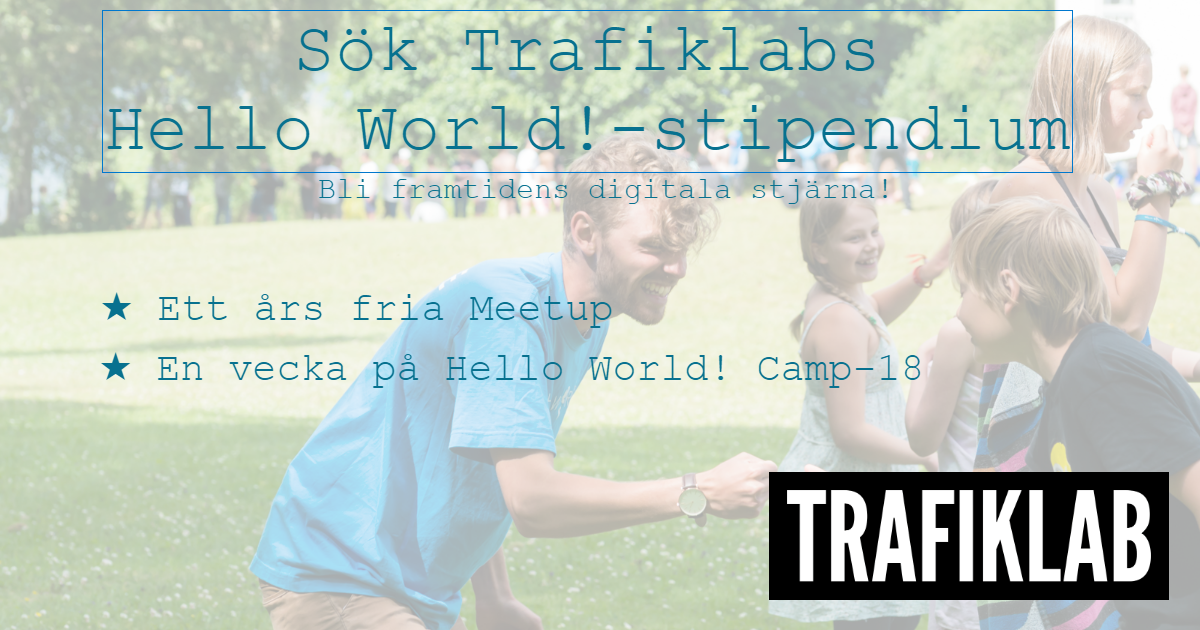 Sök Trafiklabs
Hello World!-stipendium
Bli framtidens digitala stjärna!
★ Ett års fria Meetup
★ En vecka på Hello World! Camp-18
TRAFIKLAB